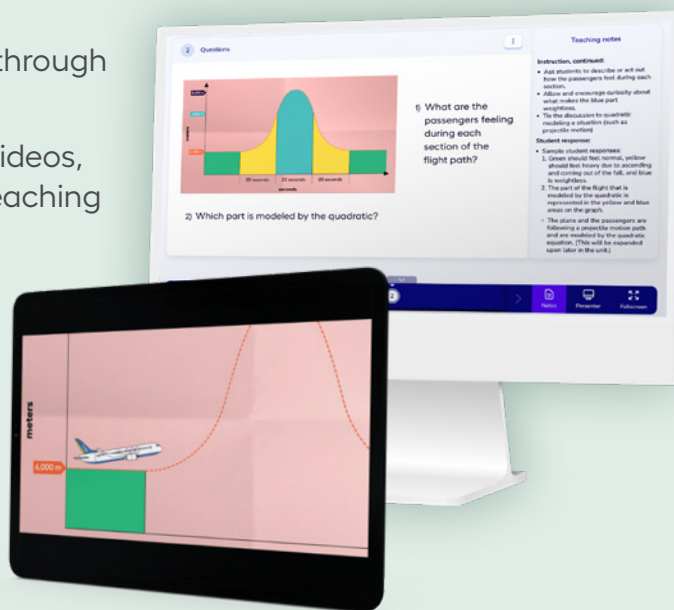 through
ideos,
eaching
2 Questions
meters
20 seconds 20 seconds 20 seconds
seconds
1) What are the
passengers feeling
during each
section of the
flight path?
2) Which part is modeled by the quadratic?
Teaching notes
Instruction, continued:
• Ask students to describe or act out
how the passengers feel during each
section.
• Allow and encourage curiosity about
what makes the blue part
weightless.
• Tie the discussion to quadratic
modeling a situation (such as
projectile motion)
Student response:
• Sample student responses:
1. Green should feel normal, yellow
should feel heavy due to ascending
and coming out of the fall, and blue
is weightless.
2. The part of the flight that is
modeled by the quadratic is
represented in the yellow and blue
areas on the graph.
○ The plane and the passengers are
following a projectile motion path
and are modeled by the quadratic
equation. (This will be expanded
upon later in the unit.)
2
Notes Presenter Fullscreen
meters
6,000 m